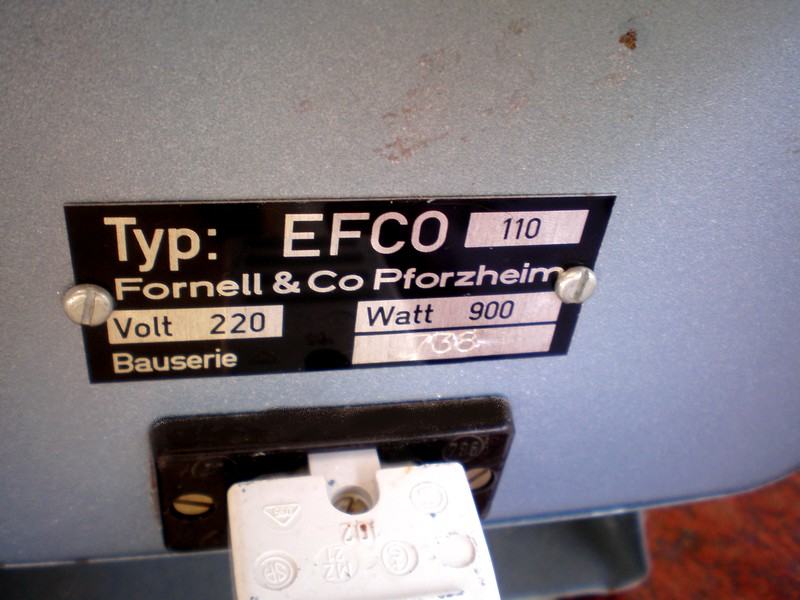 Typ: EFCO 110
Fornell & Co Pforzheim
Volt 220 Watt 900
Bauserie 738